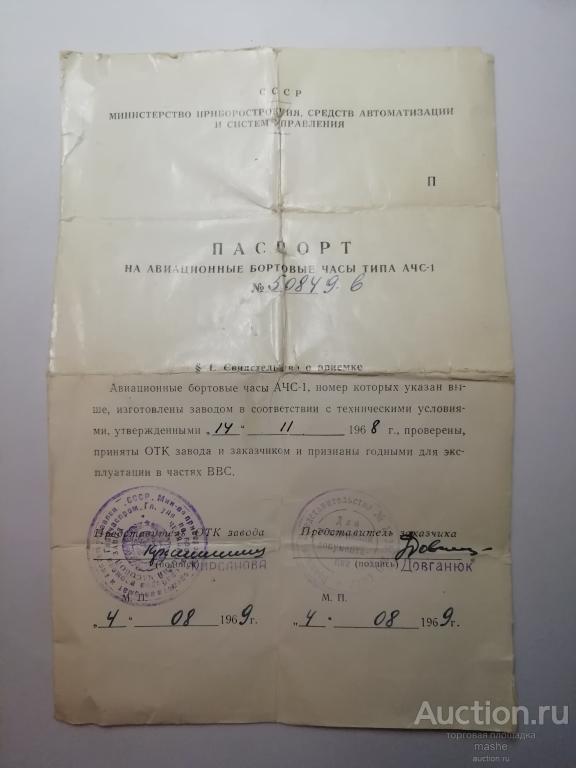 СССР
МИНИСТЕРСТВО ПРИБОРОСТРОЕНИЯ, СРЕДСТВ АВТОМАТИЗАЦИИ
И СИСТЕМ УПРАВЛЕНИЯ
П
ПАСПОРТ
НА АВИАЦИОННЫЕ БОРТОВЫЕ ЧАСЫ ТИПА АЧС-1
№ 50849 в
§ 1. Свидетельство о приемке
Авиационные бортовые часы АЧС-1, номер которых указан вы-
ше, изготовлены заводом в соответствии с техническими условия-
ми, утвержденными „14" 11 1968 г., проверены,
приняты ОТК завода и заказчиком и признаны годными для экс-
плуатации в частях ВВС.
Представитель ОТК завода
Представитель заказчика
(подпись) Кирсанова
(подпись) Довганюк
М. П.
М. П.
„4" 08 1969 г.
„4" 08 1969 г.
Auction.ru
торговая площадка
mashe
auction.ru